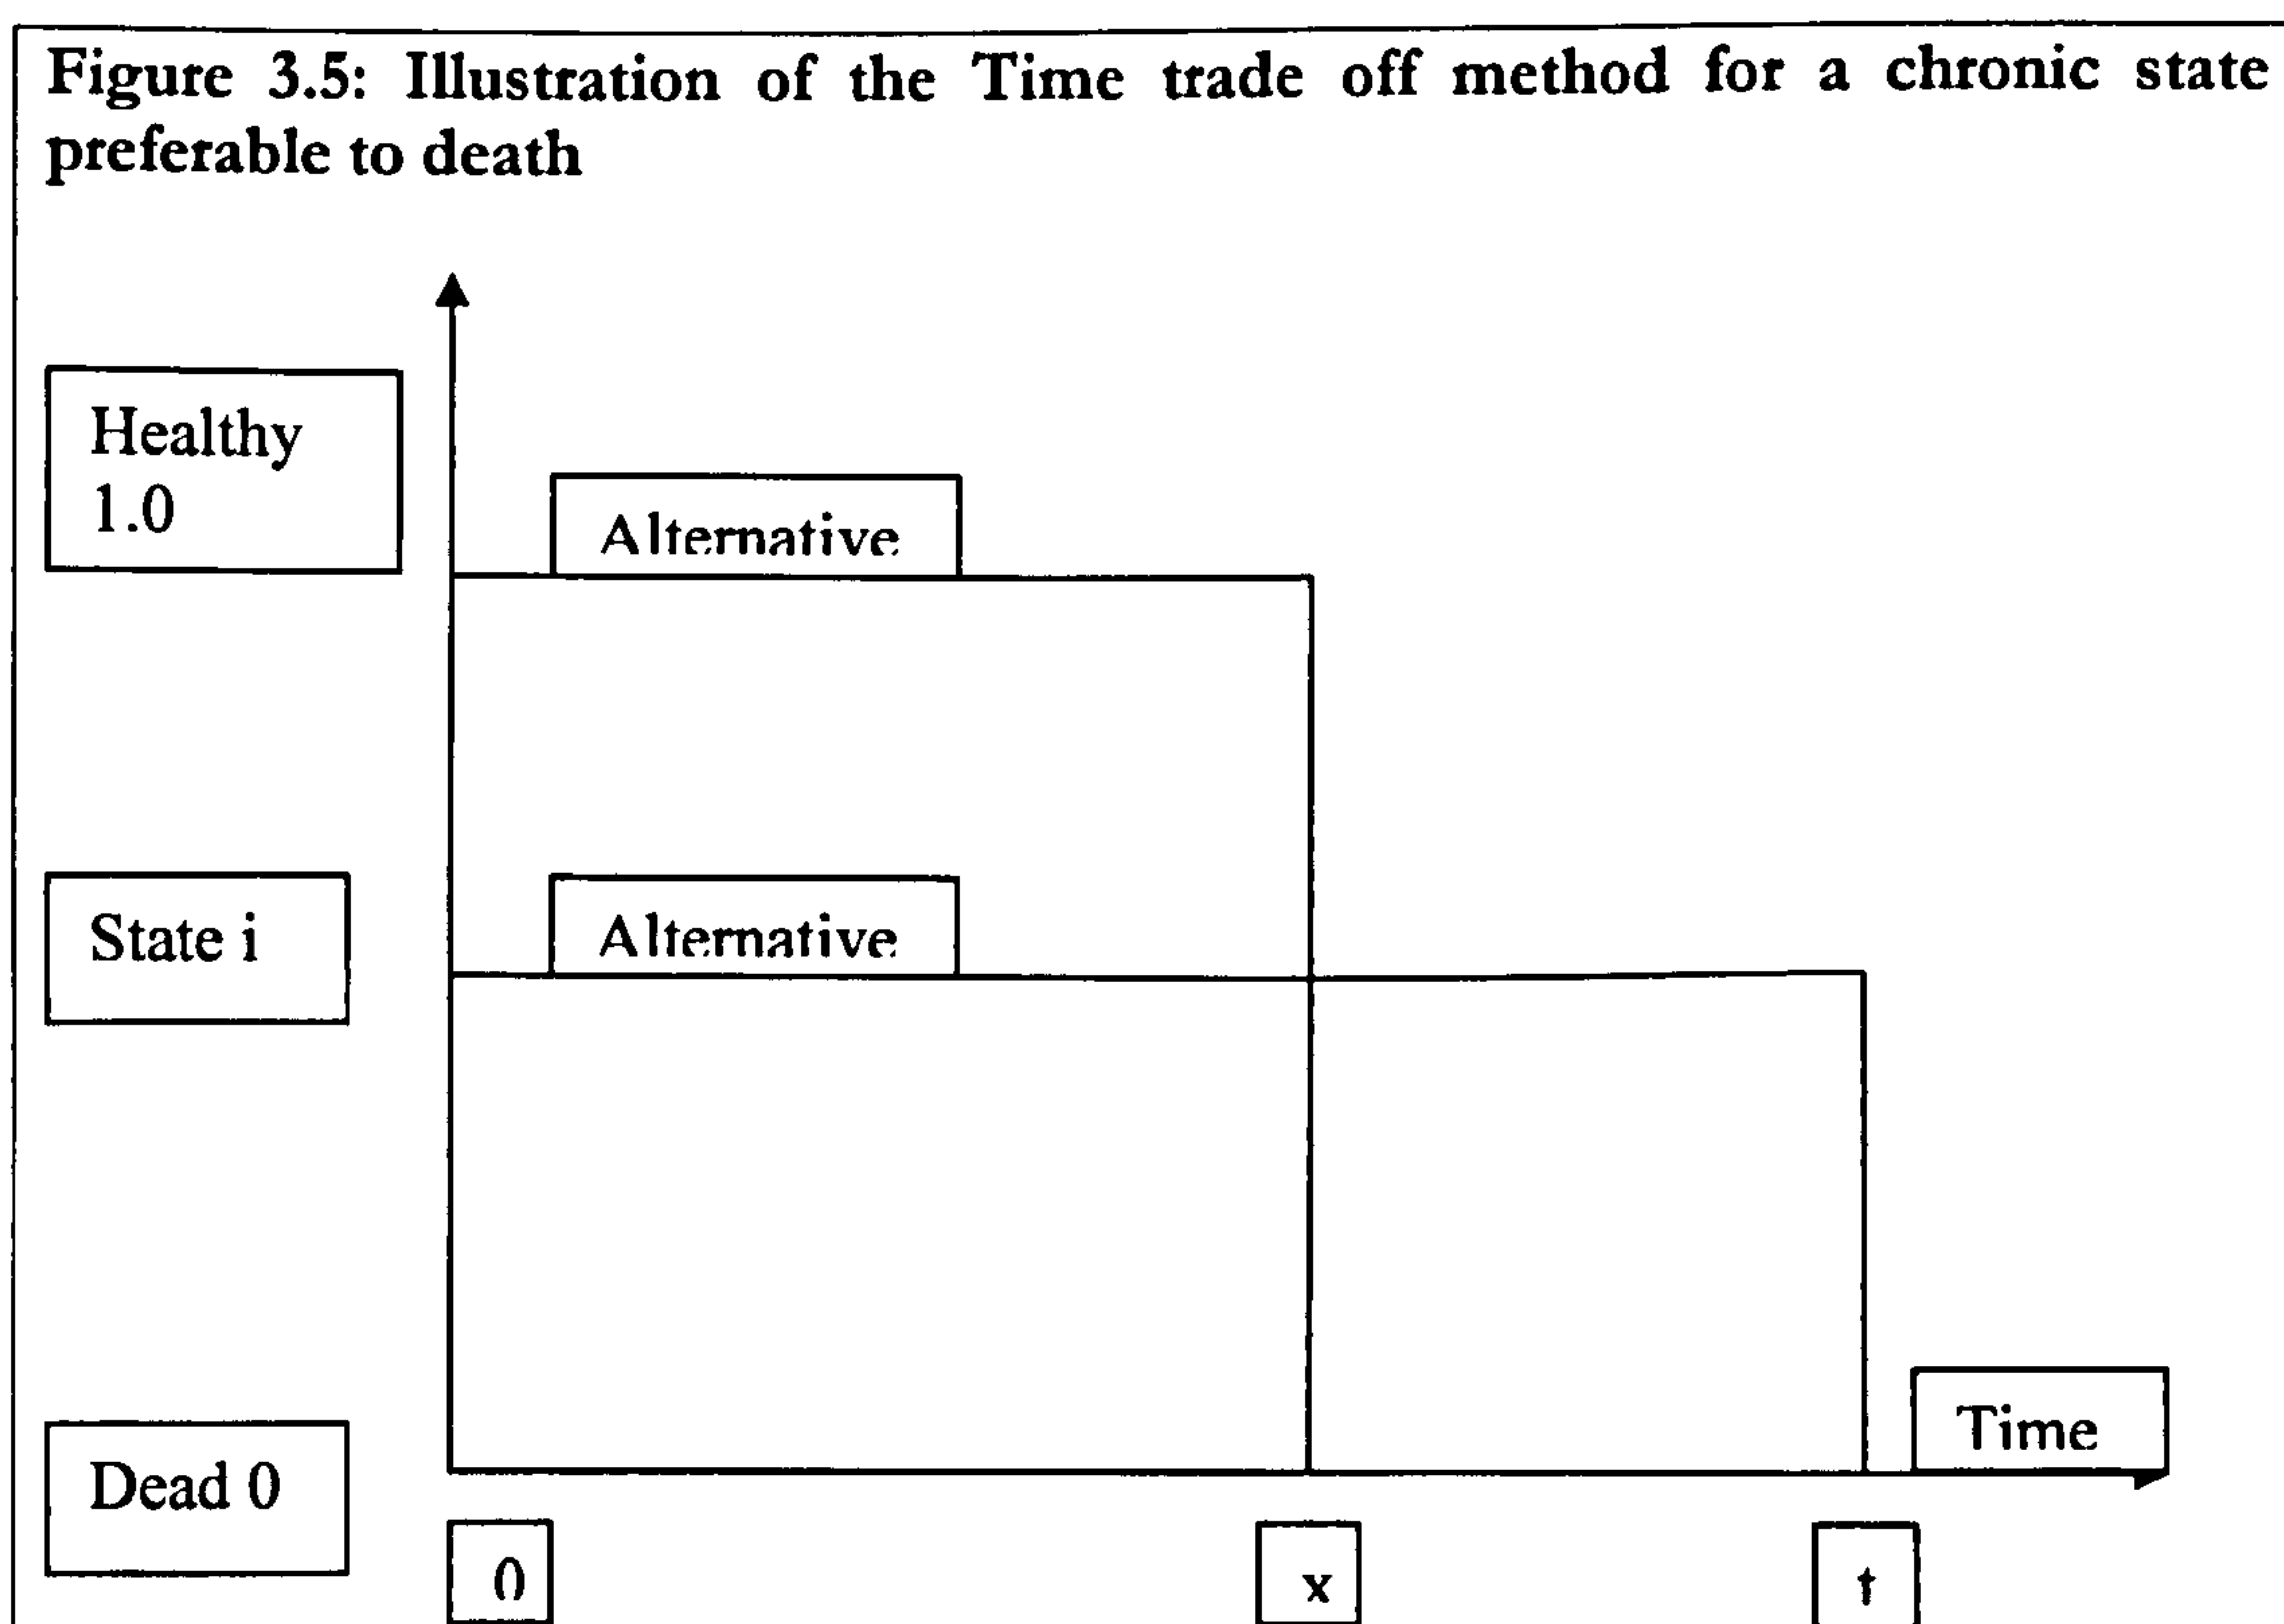 Figure 3.5: Illustration of the Time trade off method for a chronic state
preferable to death
Healthy
1.0
Alternative
State i
Alternative
Time
Dead 0
0
x
t